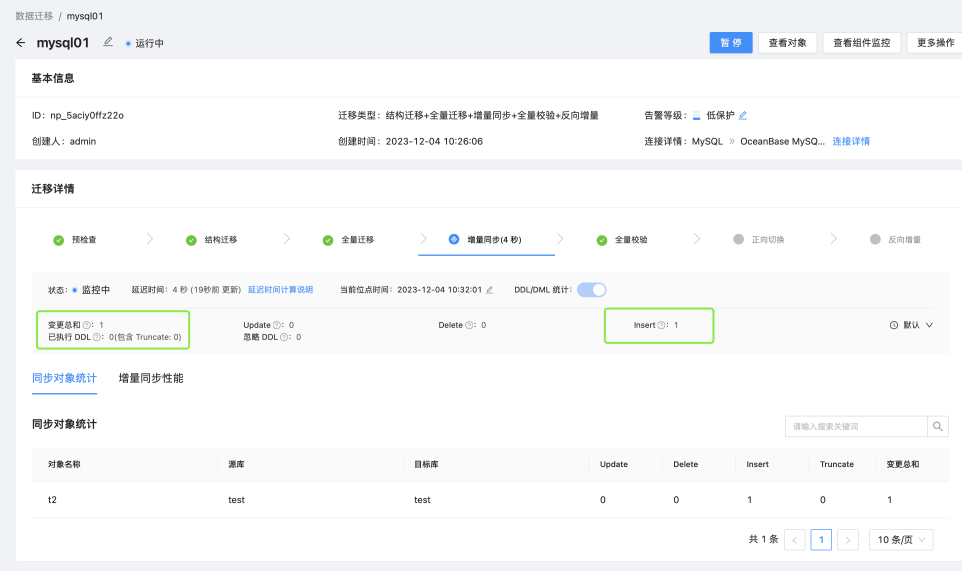 数据迁移 / mysql01
mysql01 运行中 暂 停 查看对象 查看组件监控 更多操作
基本信息
ID: np_5aciy0ffz22o 迁移类型: 结构迁移+全量迁移+增量同步+全量校验+反向增量 告警等级: 低保护
创建人: admin 创建时间: 2023-12-04 10:26:06 连接详情: MySQL » OceanBase MySQ... 连接详情
迁移详情
预检查 结构迁移 全量迁移 增量同步(4 秒) 全量校验 正向切换 反向增量
状态: 监控中 延迟时间: 4 秒 (19秒前 更新) 延迟时间计算说明 当前位点时间: 2023-12-04 10:32:01 DDL/DML 统计:
变更总和 ?: 1 Update ?: 0 Delete ?: 0 Insert ?: 1 默认
已执行 DDL ?: 0(包含 Truncate: 0) 忽略 DDL ?: 0
同步对象统计 增量同步性能
同步对象统计 请输入搜索关键词
对象名称 源库 目标库 Update Delete Insert Truncate 变更总和
t2 test test 0 0 1 0 1
共 1 条 < 1 > 10 条/页